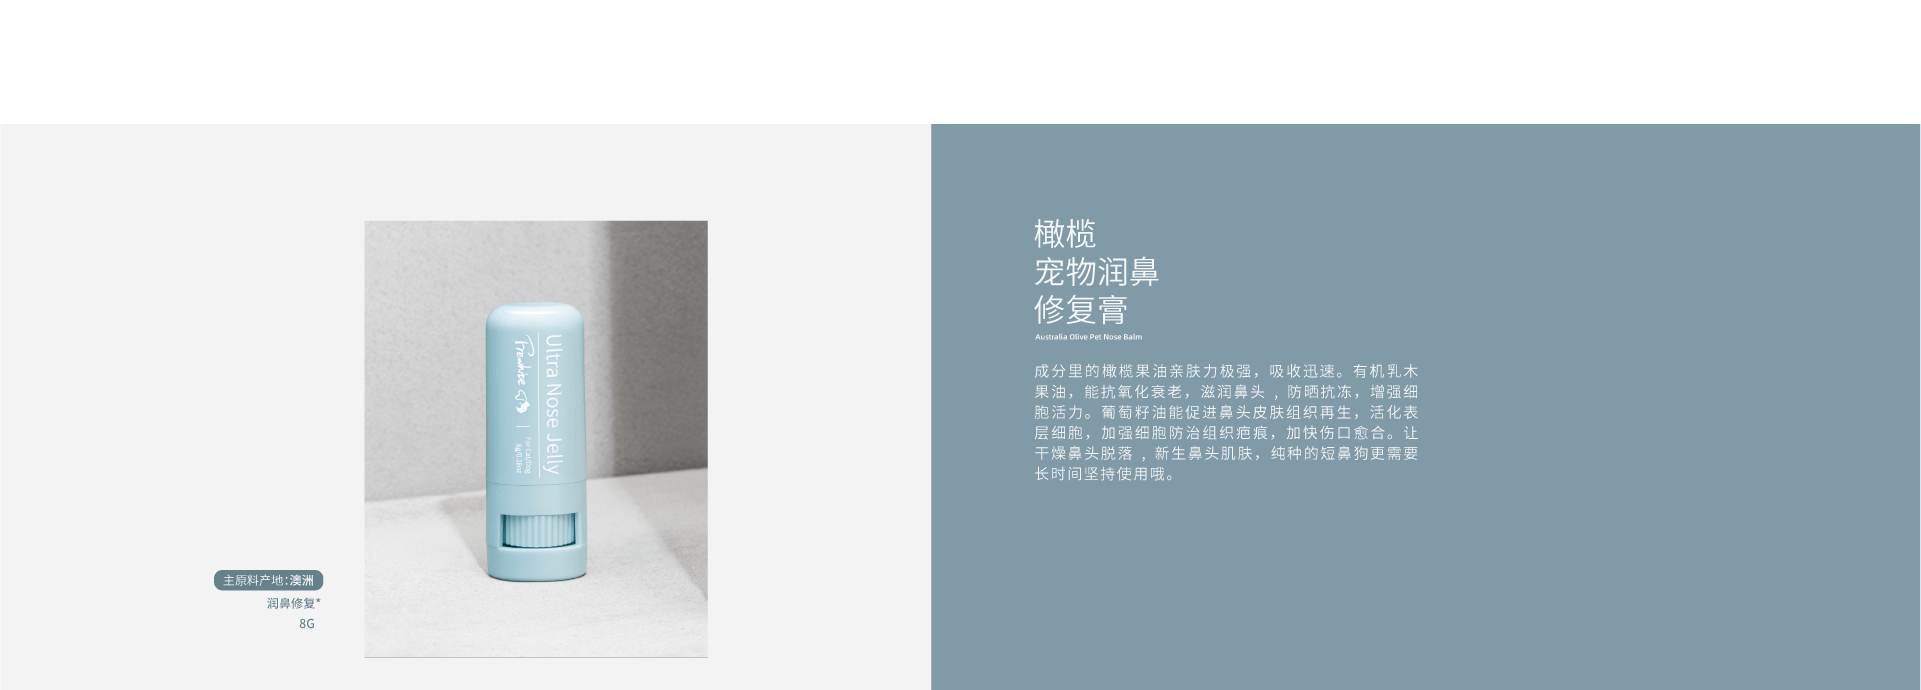 Ultra Nose Jelly
For Cat/Dog
8g/0.28oz
主原料产地:澳洲
润鼻修复*
8G
橄榄
宠物润鼻
修复膏
Australia Olive Pet Nose Balm
成分里的橄榄果油亲肤力极强，吸收迅速。有机乳木
果油，能抗氧化衰老，滋润鼻头 , 防晒抗冻，增强细
胞活力。葡萄籽油能促进鼻头皮肤组织再生，活化表
层细胞，加强细胞防治组织疤痕，加快伤口愈合。让
干燥鼻头脱落 , 新生鼻头肌肤，纯种的短鼻狗更需要
长时间坚持使用哦。